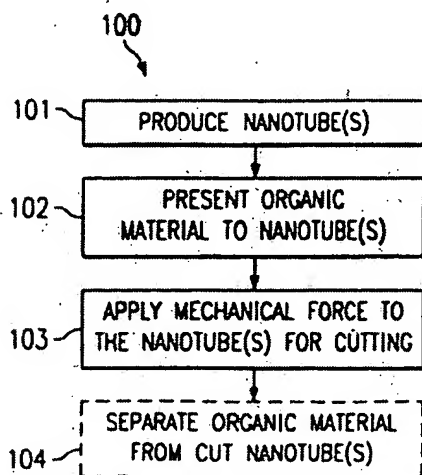 100
101
PRODUCE NANOTUBE(S)
102
PRESENT ORGANIC
MATERIAL TO NANOTUBE(S)
103
APPLY MECHANICAL FORCE TO
THE NANOTUBE(S) FOR CUTTING
104
SEPARATE ORGANIC MATERIAL
FROM CUT NANOTUBE(S)